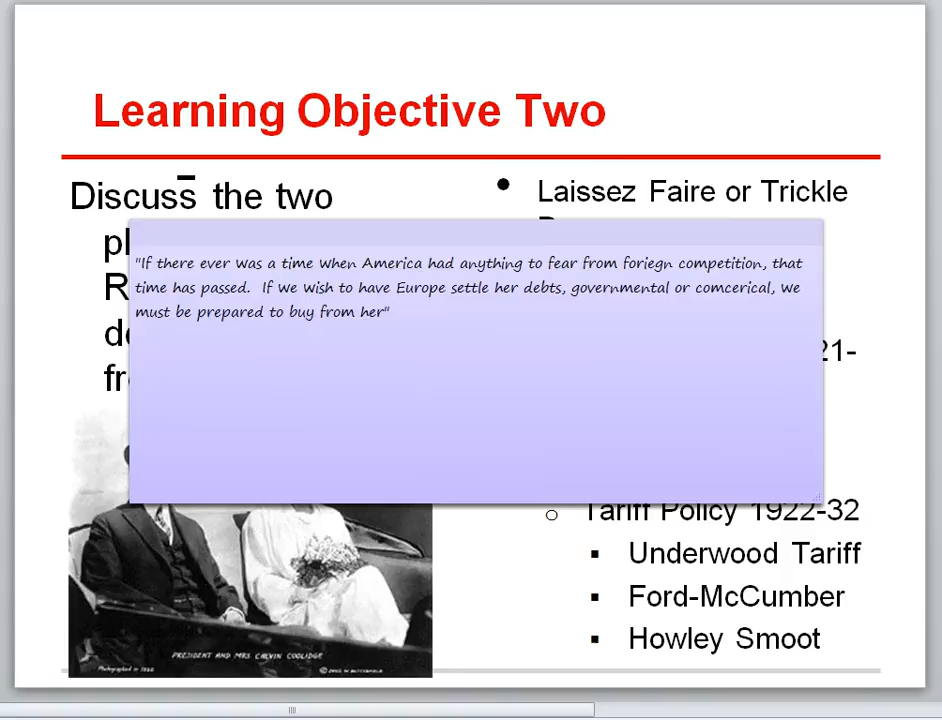 Learning Objective Two
Discuss the two
Laissez Faire or Trickle
"If there ever was a time when America had anything to fear from foriegn competition, that
time has passed. If we wish to have Europe settle her debts, governmental or comcerical, we
must be prepared to buy from her"
21-
Tariff Policy 1922-32
Underwood Tariff
Ford-McCumber
Howley Smoot
PRESIDENT AND MRS CALVIN COOLIDGE